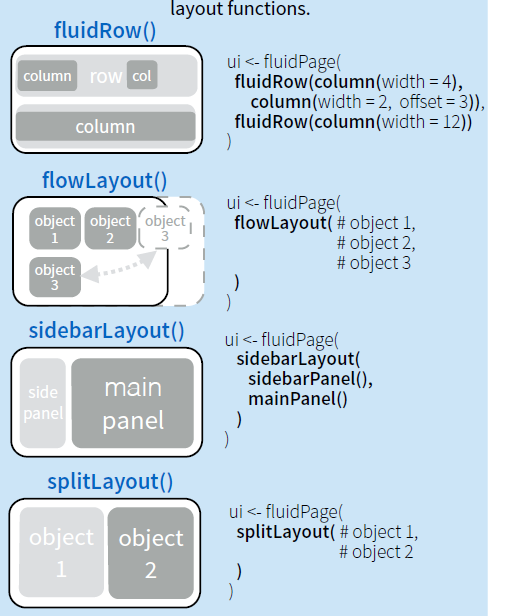 layout functions.
fluidRow()
column row col
column
ui <- fluidPage(
fluidRow(column(width = 4),
column(width = 2, offset = 3)),
fluidRow(column(width = 12))
)
flowLayout()
object
1
object
2
object
3
object
3
ui <- fluidPage(
flowLayout( # object 1,
# object 2,
# object 3
)
)
sidebarLayout()
side
panel
main
panel
ui <- fluidPage(
sidebarLayout(
sidebarPanel(),
mainPanel()
)
)
splitLayout()
object
1
object
2
ui <- fluidPage(
splitLayout( # object 1,
# object 2
)
)